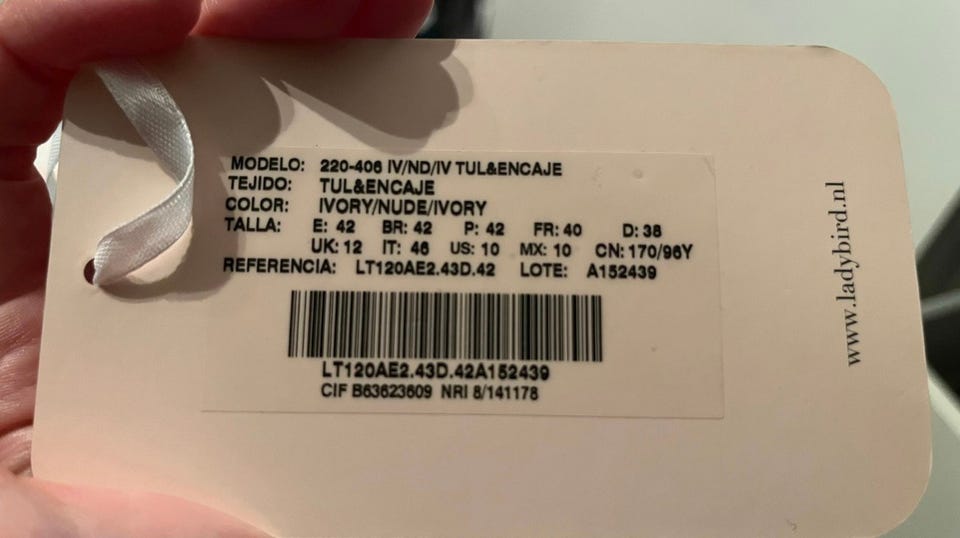 MODELO: 220-406 IV/ND/IV TUL&ENCAJE
TEJIDO: TUL&ENCAJE
COLOR: IVORY/NUDE/IVORY
TALLA: E: 42 BR: 42 P: 42 FR: 40 D: 38
UK: 12 IT: 46 US: 10 MX: 10 CN: 170/96Y
REFERENCIA: LT120AE2.43D.42 LOTE: A152439
LT120AE2.43D.42A152439
CIF B63623609 NRI 8/141178
www.ladybird.nl